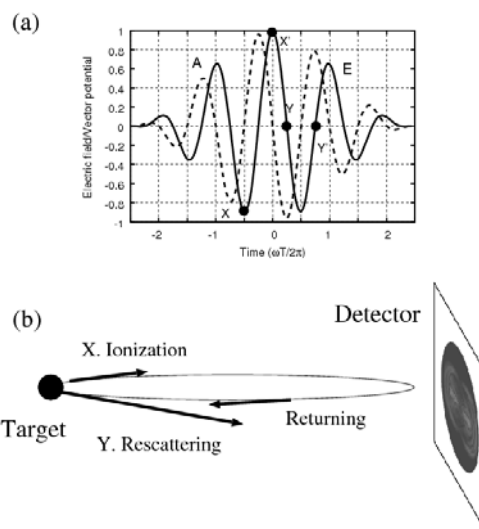 (a)
Electric field/Vector potential
1
0.8
0.6
0.4
0.2
0
-0.2
-0.4
-0.6
-0.8
-1
A
X'
E
Y
Y'
X
-2 -1 0 1 2
Time (ωT/2π)
(b)
Detector
X. Ionization
Returning
Target
Y. Rescattering